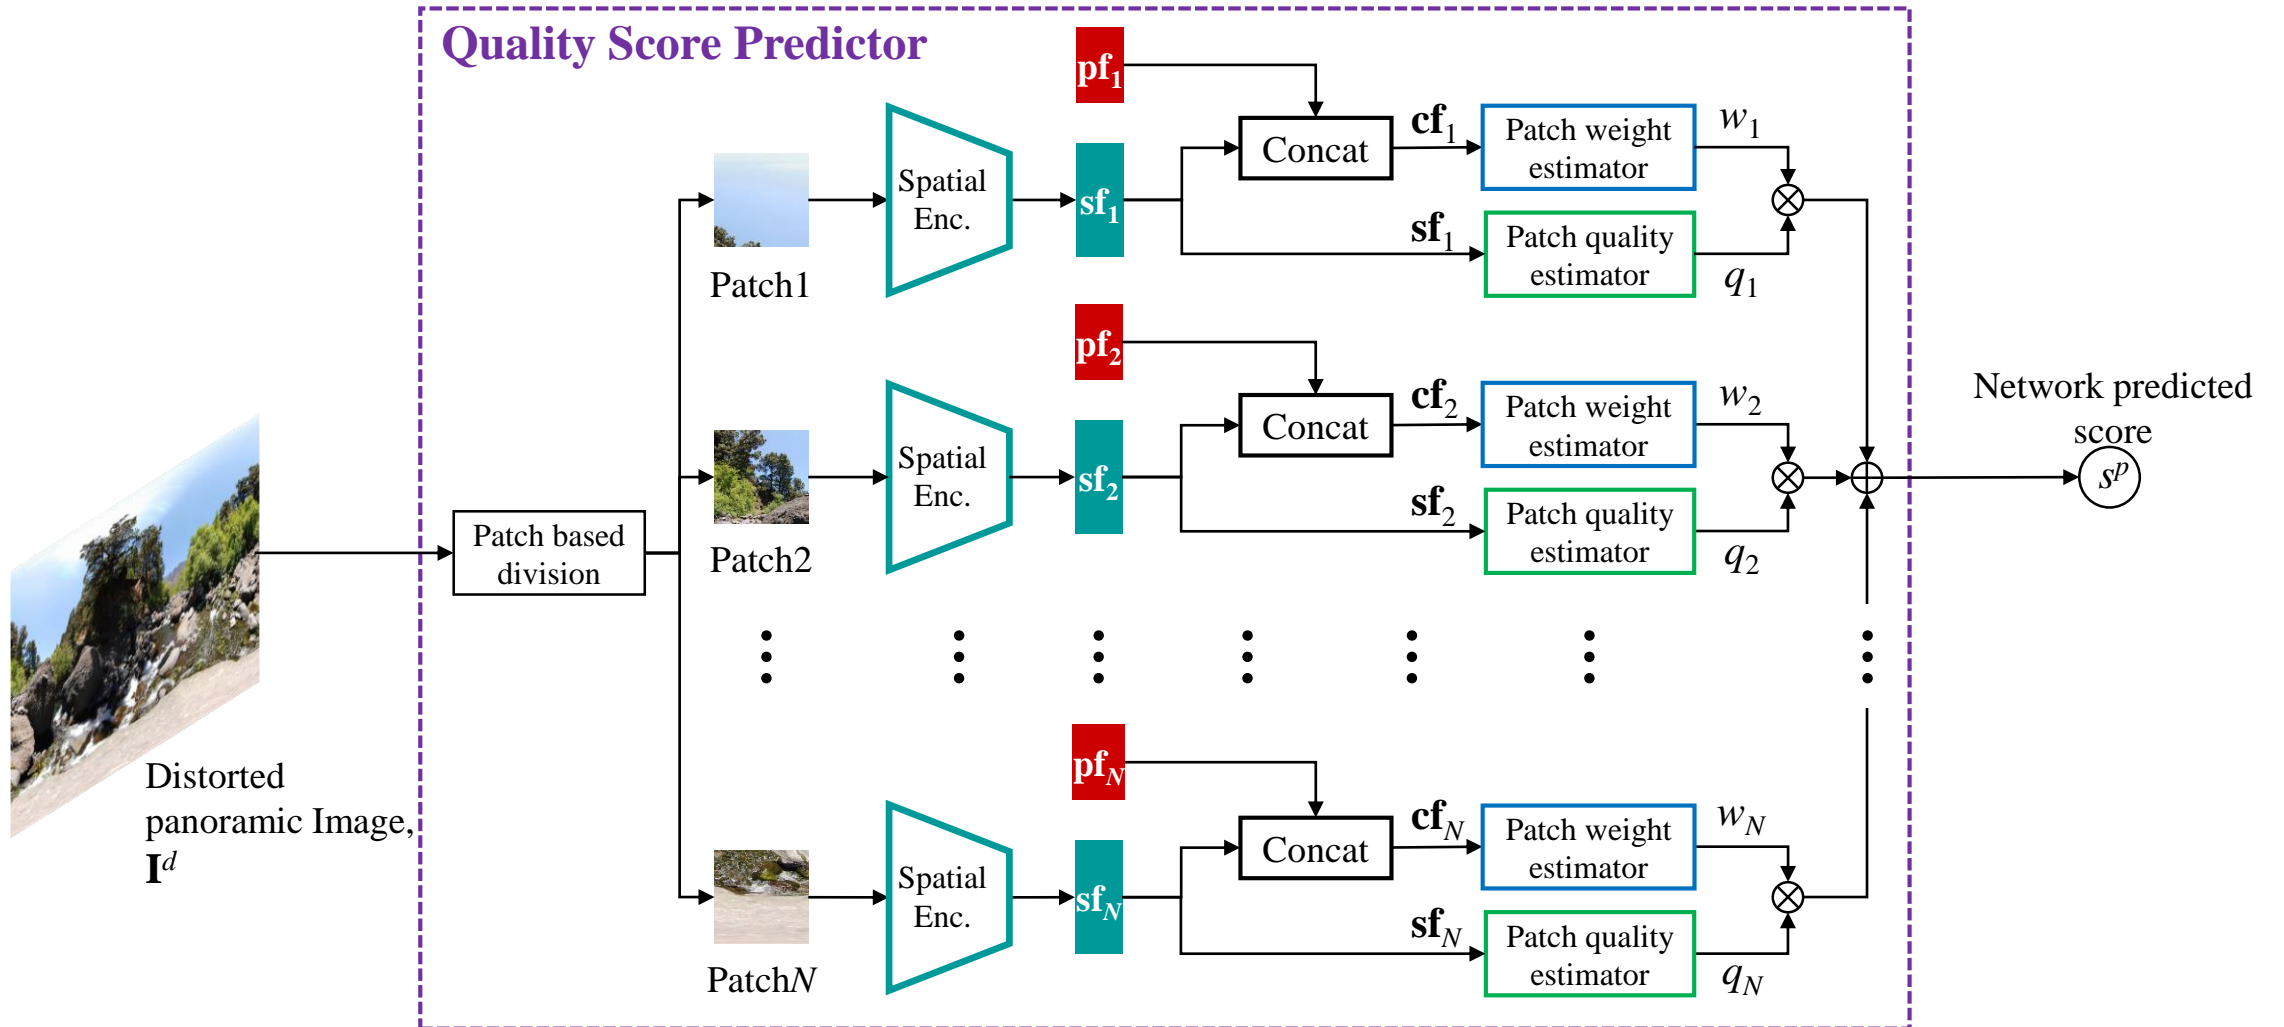 Quality Score Predictor
pf1
Concat
cf1
Patch weight
estimator
w1
Spatial
Enc.
sf1
sf1
Patch quality
estimator
q1
Patch1
pf2
Concat
cf2
Patch weight
estimator
w2
Spatial
Enc.
sf2
sf2
Patch quality
estimator
q2
Patch2
Network predicted
score
s^p
Patch based
division
Distorted
panoramic Image,
I^d
pfN
Concat
cfN
Patch weight
estimator
wN
Spatial
Enc.
sfN
sfN
Patch quality
estimator
qN
PatchN